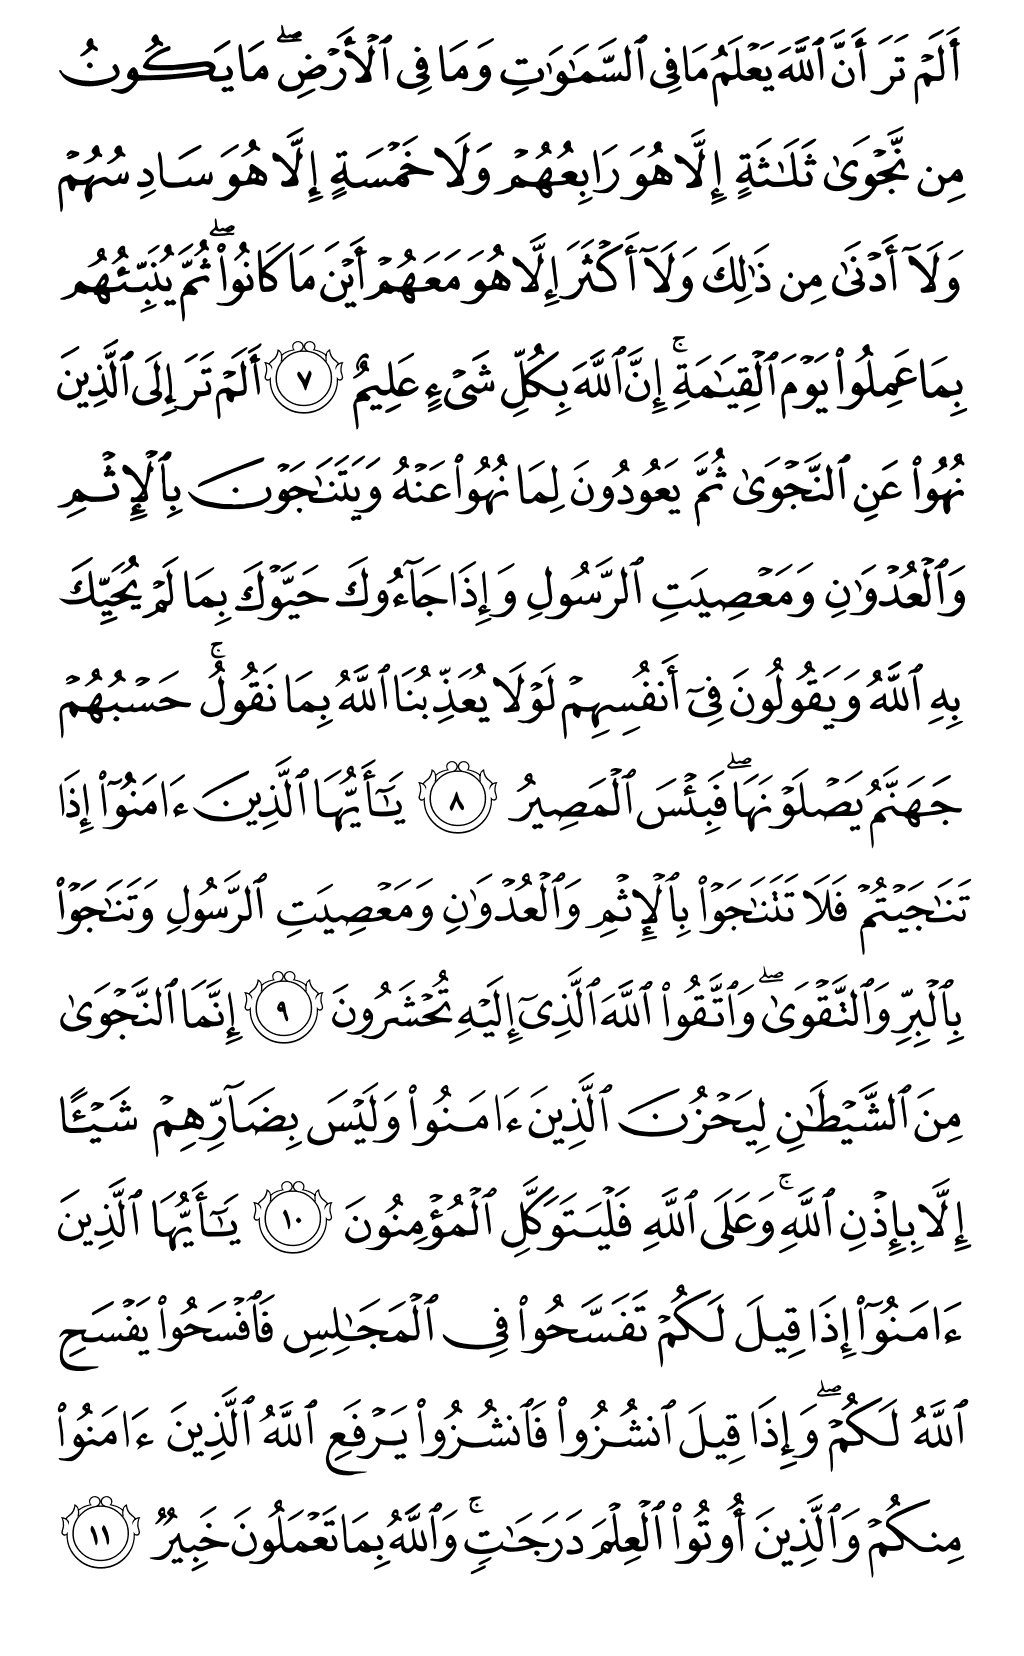 أَلَمۡ تَرَ أَنَّ ٱللَّهَ يَعۡلَمُ مَا فِي ٱلسَّمَٰوَٰتِ وَمَا فِي ٱلۡأَرۡضِۖ مَا يَكُونُ
مِن نَّجۡوَىٰ ثَلَٰثَةٍ إِلَّا هُوَ رَابِعُهُمۡ وَلَا خَمۡسَةٍ إِلَّا هُوَ سَادِسُهُمۡ
وَلَآ أَدۡنَىٰ مِن ذَٰلِكَ وَلَآ أَكۡثَرَ إِلَّا هُوَ مَعَهُمۡ أَيۡنَ مَا كَانُواْۖ ثُمَّ يُنَبِّئُهُم
بِمَا عَمِلُواْ يَوۡمَ ٱلۡقِيَٰمَةِۚ إِنَّ ٱللَّهَ بِكُلِّ شَيۡءٍ عَلِيمٌ ٧ أَلَمۡ تَرَ إِلَى ٱلَّذِينَ
نُهُواْ عَنِ ٱلنَّجۡوَىٰ ثُمَّ يَعُودُونَ لِمَا نُهُواْ عَنۡهُ وَيَتَنَٰجَوۡنَ بِٱلۡإِثۡمِ
وَٱلۡعُدۡوَٰنِ وَمَعۡصِيَتِ ٱلرَّسُولِ وَإِذَا جَآءُوكَ حَيَّوۡكَ بِمَا لَمۡ يُحَيِّكَ
بِهِ ٱللَّهُ وَيَقُولُونَ فِيٓ أَنفُسِهِمۡ لَوۡلَا يُعَذِّبُنَا ٱللَّهُ بِمَا نَقُولُۚ حَسۡبُهُمۡ
جَهَنَّمُ يَصۡلَوۡنَهَاۖ فَبِئۡسَ ٱلۡمَصِيرُ ٨ يَٰٓأَيُّهَا ٱلَّذِينَ ءَامَنُوٓاْ إِذَا
تَنَٰجَيۡتُمۡ فَلَا تَتَنَٰجَوۡاْ بِٱلۡإِثۡمِ وَٱلۡعُدۡوَٰنِ وَمَعۡصِيَتِ ٱلرَّسُولِ وَتَنَٰجَوۡاْ
بِٱلۡبِرِّ وَٱلتَّقۡوَىٰۖ وَٱتَّقُواْ ٱللَّهَ ٱلَّذِيٓ إِلَيۡهِ تُحۡشَرُونَ ٩ إِنَّمَا ٱلنَّجۡوَىٰ
مِنَ ٱلشَّيۡطَٰنِ لِيَحۡزُنَ ٱلَّذِينَ ءَامَنُواْ وَلَيۡسَ بِضَآرِّهِمۡ شَيۡـًٔا
إِلَّا بِإِذۡنِ ٱللَّهِۚ وَعَلَى ٱللَّهِ فَلۡيَتَوَكَّلِ ٱلۡمُؤۡمِنُونَ ١٠ يَٰٓأَيُّهَا ٱلَّذِينَ
ءَامَنُوٓاْ إِذَا قِيلَ لَكُمۡ تَفَسَّحُواْ فِي ٱلۡمَجَٰلِسِ فَٱفۡسَحُواْ يَفۡسَحِ
ٱللَّهُ لَكُمۡۖ وَإِذَا قِيلَ ٱنشُزُواْ فَٱنشُزُواْ يَرۡفَعِ ٱللَّهُ ٱلَّذِينَ ءَامَنُواْ
مِنكُمۡ وَٱلَّذِينَ أُوتُواْ ٱلۡعِلۡمَ دَرَجَٰتٖۚ وَٱللَّهُ بِمَا تَعۡمَلُونَ خَبِيرٞ ١١